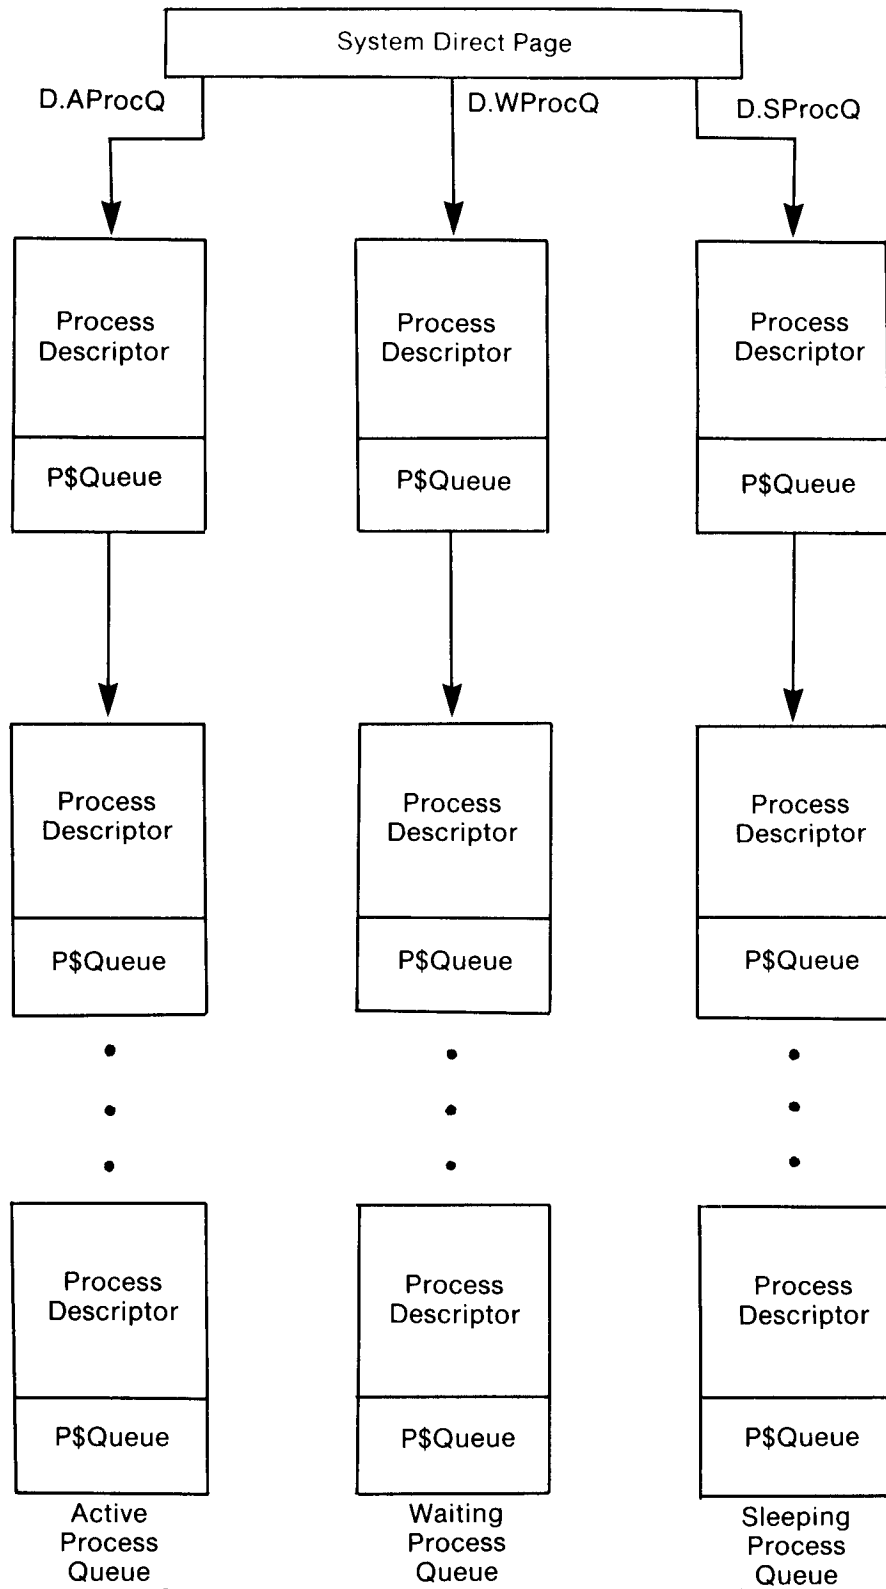 System Direct Page
D.AProcQ
D.WProcQ
D.SProcQ
Process
Descriptor
P$Queue
Process
Descriptor
P$Queue
Process
Descriptor
P$Queue
Process
Descriptor
P$Queue
Process
Descriptor
P$Queue
Process
Descriptor
P$Queue
Process
Descriptor
P$Queue
Process
Descriptor
P$Queue
Process
Descriptor
P$Queue
Active
Process
Queue
Waiting
Process
Queue
Sleeping
Process
Queue